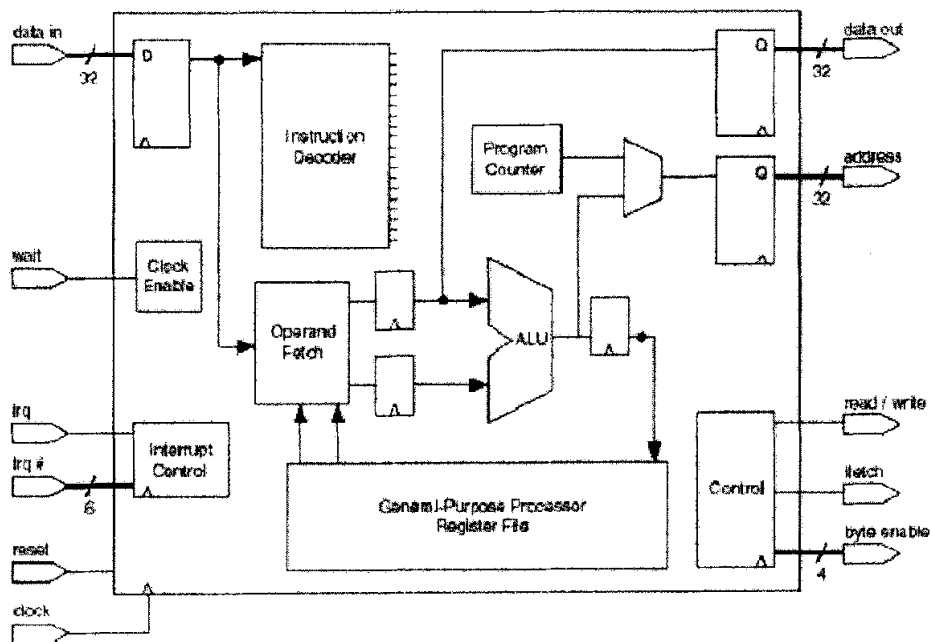 data in
32
D
Instruction
Decoder
Q
data out
32
Program
Counter
Q
address
32
wait
Clock
Enable
Operand
Fetch
ALU
irq
irq #
6
Interrupt
Control
General-Purpose Processor
Register File
Control
read / write
ifetch
byte enable
4
reset
clock